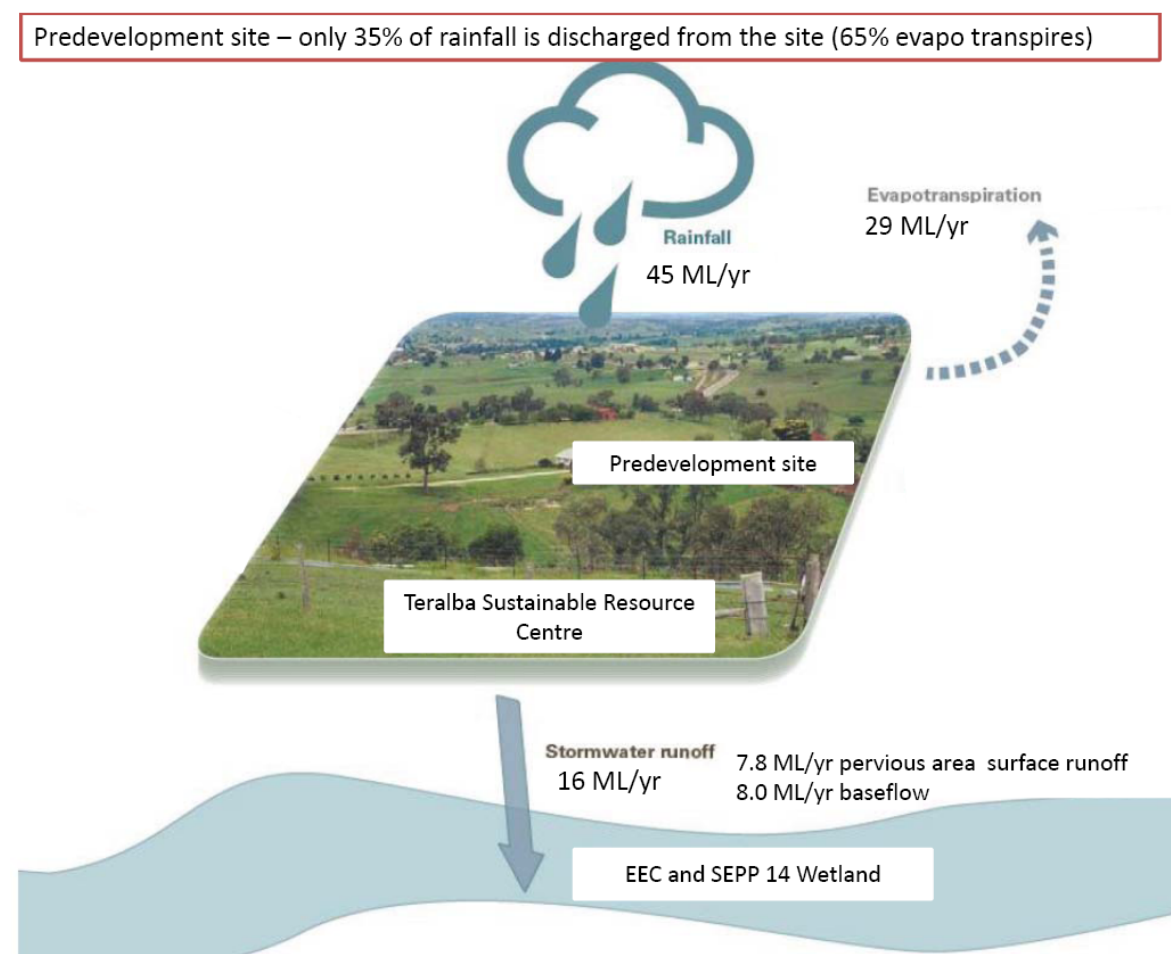 Predevelopment site – only 35% of rainfall is discharged from the site (65% evapo transpires)
Evapotranspiration
29 ML/yr
Rainfall
45 ML/yr
Predevelopment site
Teralba Sustainable Resource
Centre
Stormwater runoff
16 ML/yr
7.8 ML/yr pervious area surface runoff
8.0 ML/yr baseflow
EEC and SEPP 14 Wetland